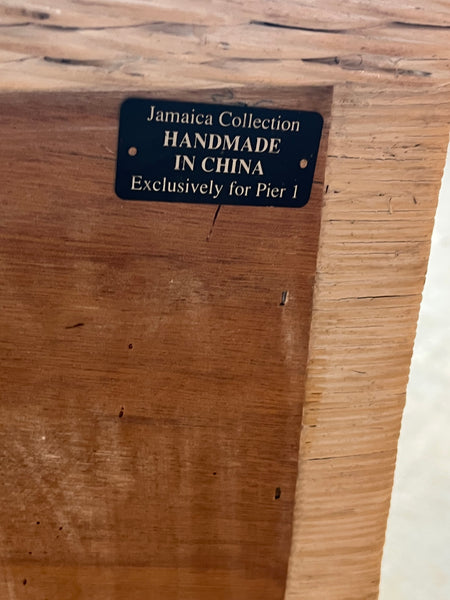 Jamaica Collection
HANDMADE
IN CHINA
Exclusively for Pier 1